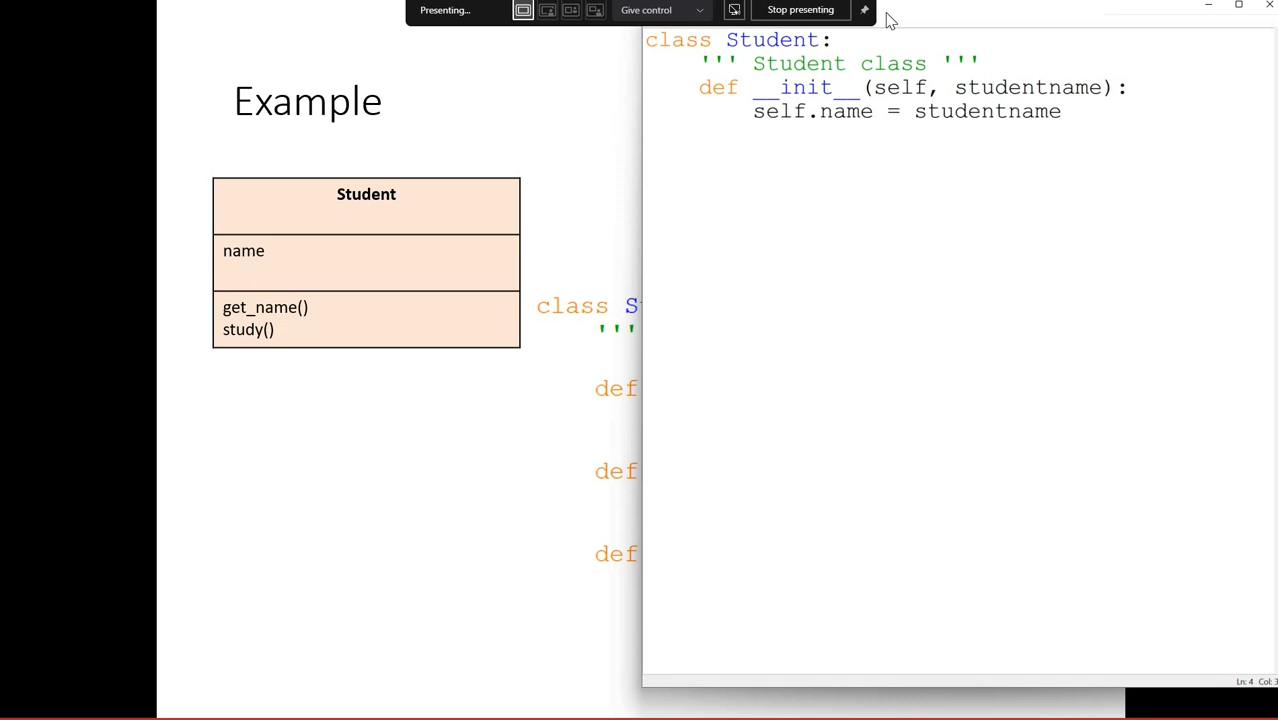 Presenting...
Give control
Stop presenting
Example
Student
name
get_name()
study()
class S
'''
def
def
def
class Student:
''' Student class '''
def __init__(self, studentname):
self.name = studentname
Ln: 4 Col: 3